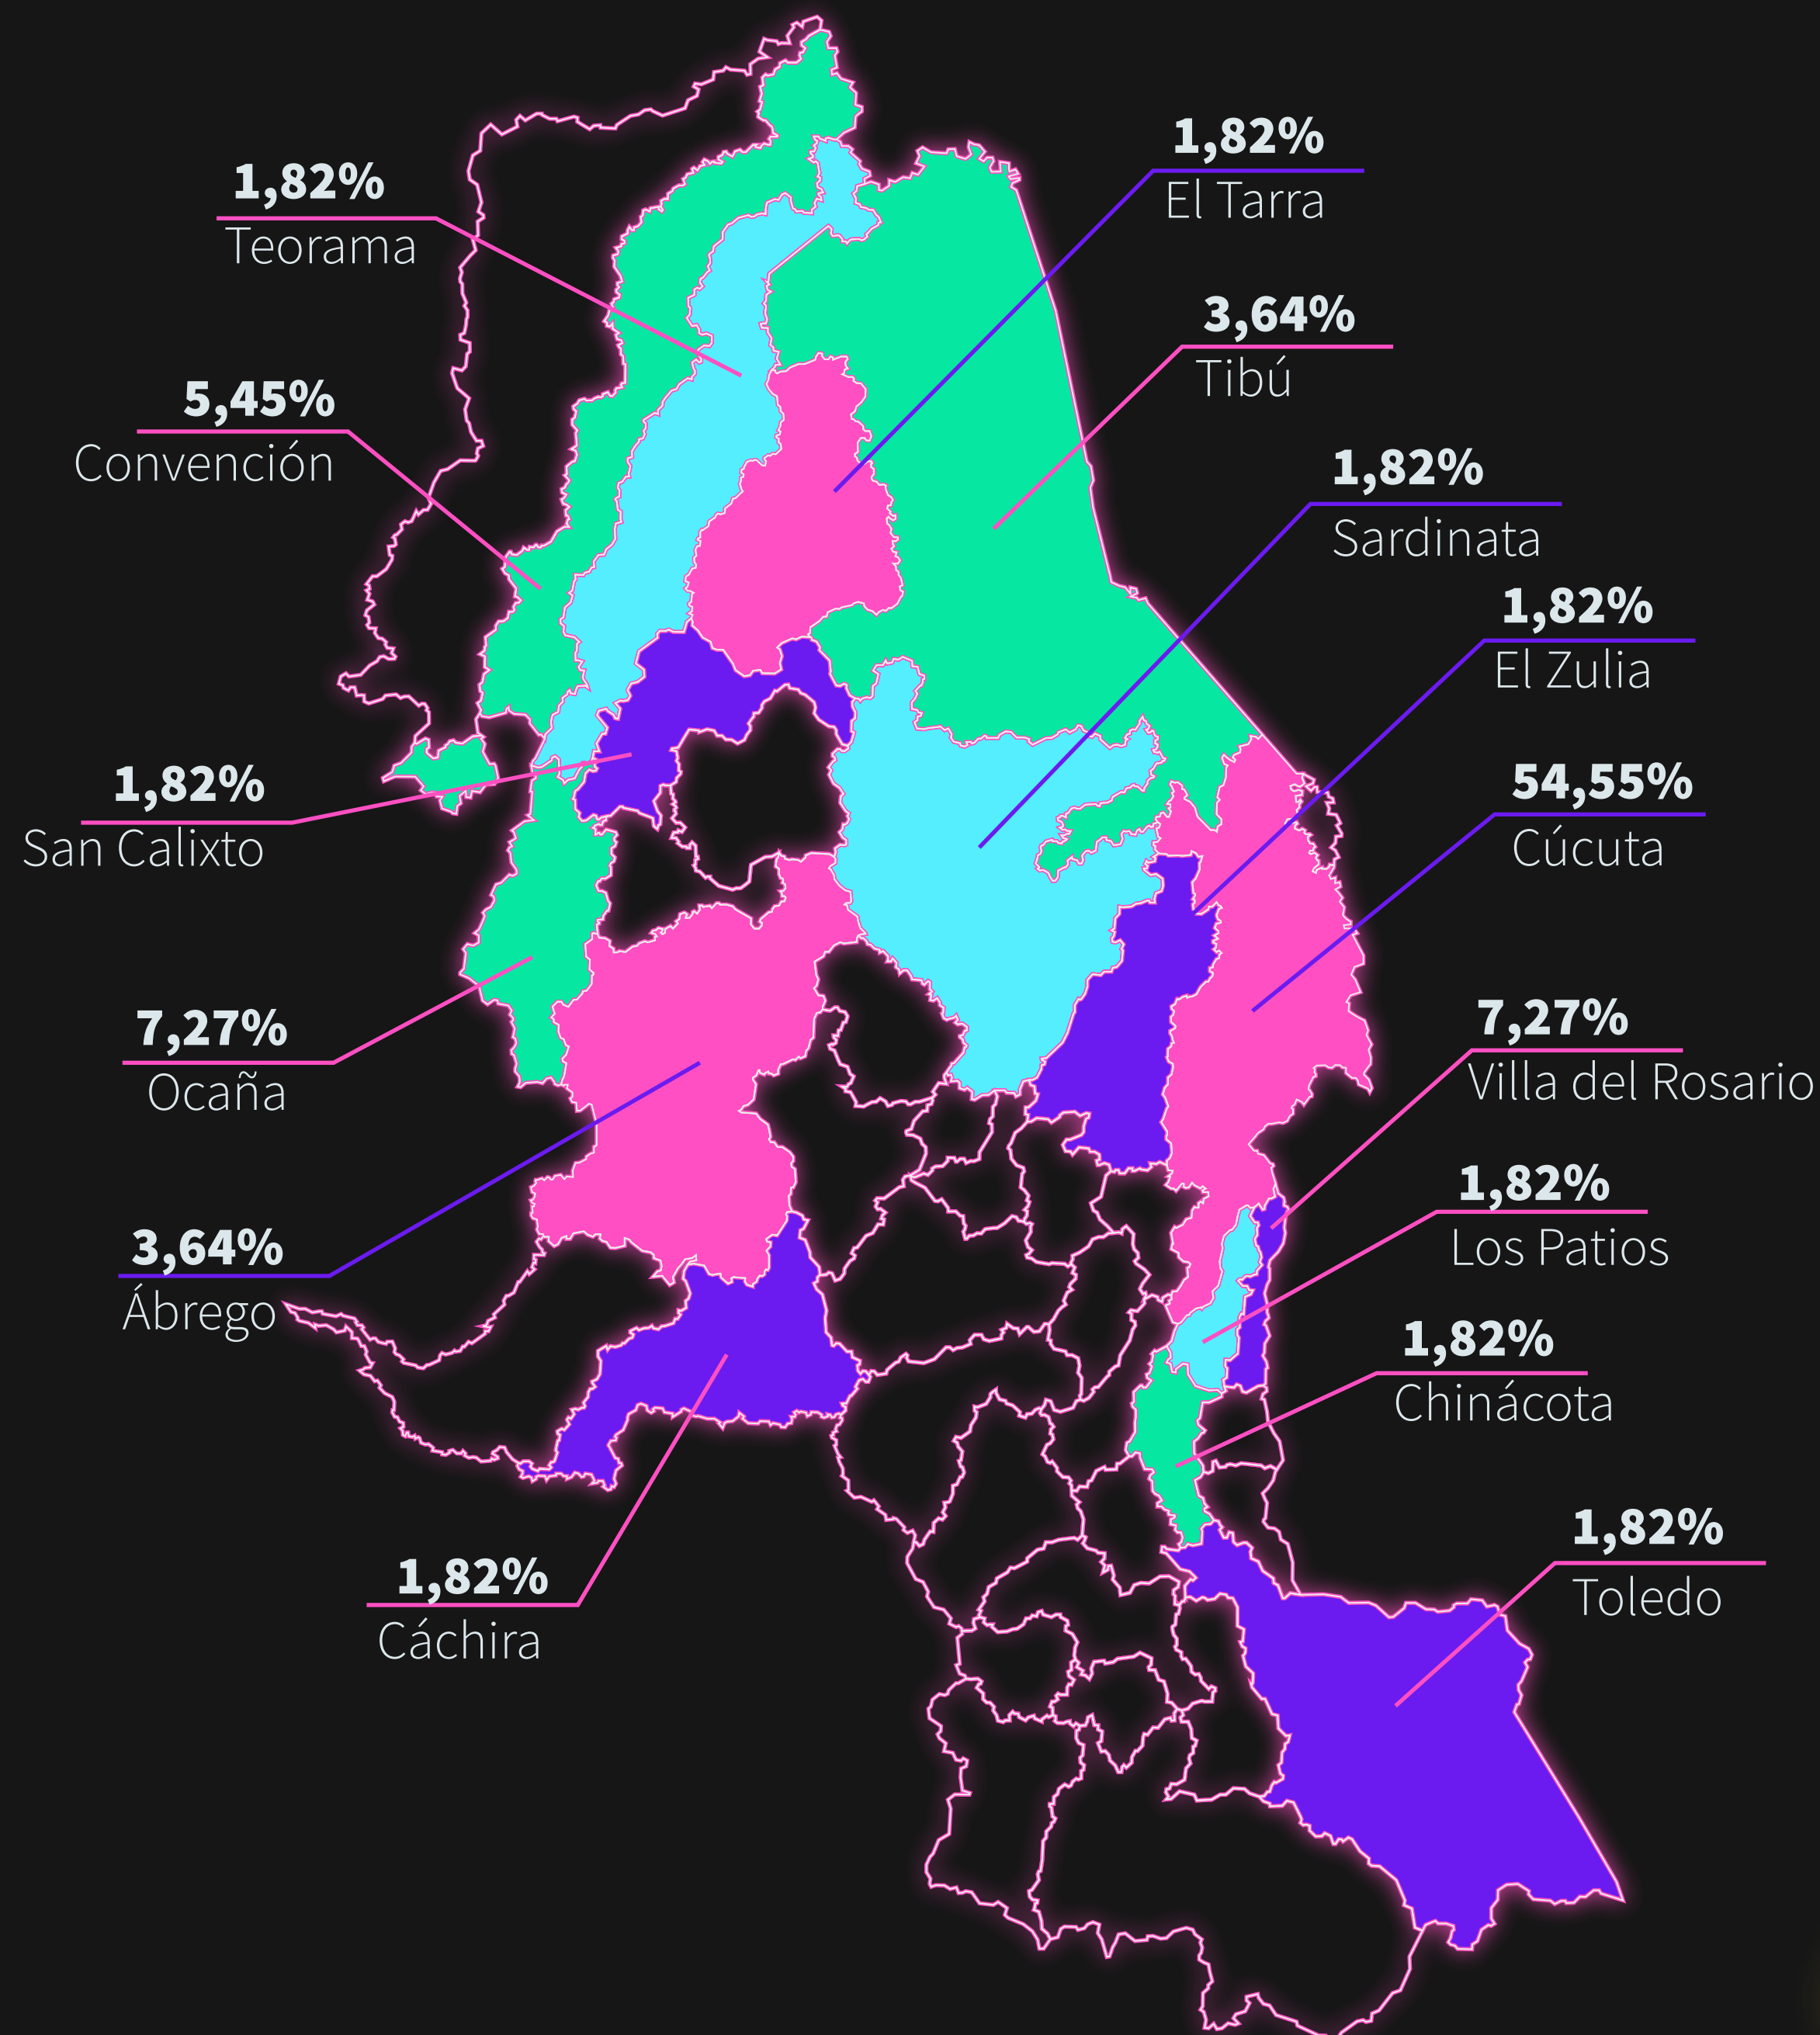 1,82%
Teorama
5,45%
Convención
1,82%
San Calixto
7,27%
Ocaña
3,64%
Ábrego
1,82%
Cáchira
1,82%
El Tarra
3,64%
Tibú
1,82%
Sardinata
1,82%
El Zulia
54,55%
Cúcuta
7,27%
Villa del Rosario
1,82%
Los Patios
1,82%
Chinácota
1,82%
Toledo